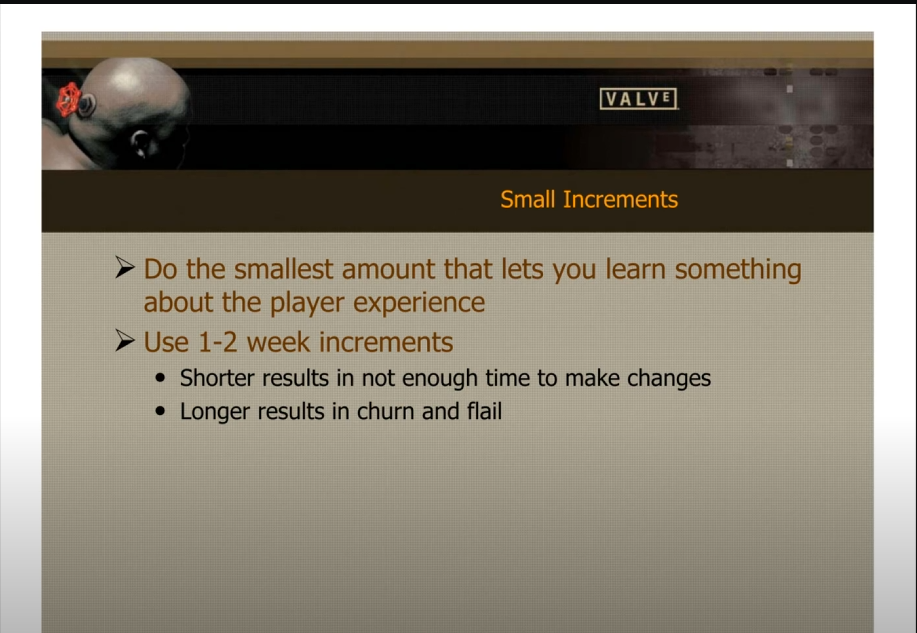 VALVE
Small Increments
➢ Do the smallest amount that lets you learn something
about the player experience
➢ Use 1-2 week increments
• Shorter results in not enough time to make changes
• Longer results in churn and flail